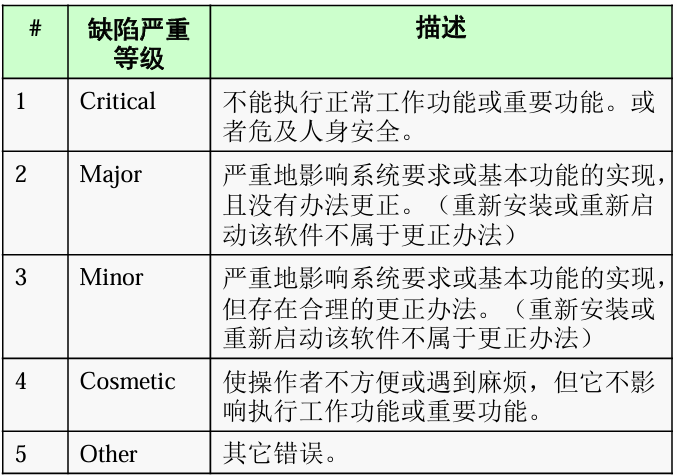 # 缺陷严重 描述
等级
1 Critical 不能执行正常工作功能或重要功能。或
者危及人身安全。
2 Major 严重地影响系统要求或基本功能的实现，
且没有办法更正。（重新安装或重新启
动该软件不属于更正办法）
3 Minor 严重地影响系统要求或基本功能的实现，
但存在合理的更正办法。（重新安装或
重新启动该软件不属于更正办法）
4 Cosmetic 使操作者不方便或遇到麻烦，但它不影
响执行工作功能或重要功能。
5 Other 其它错误。